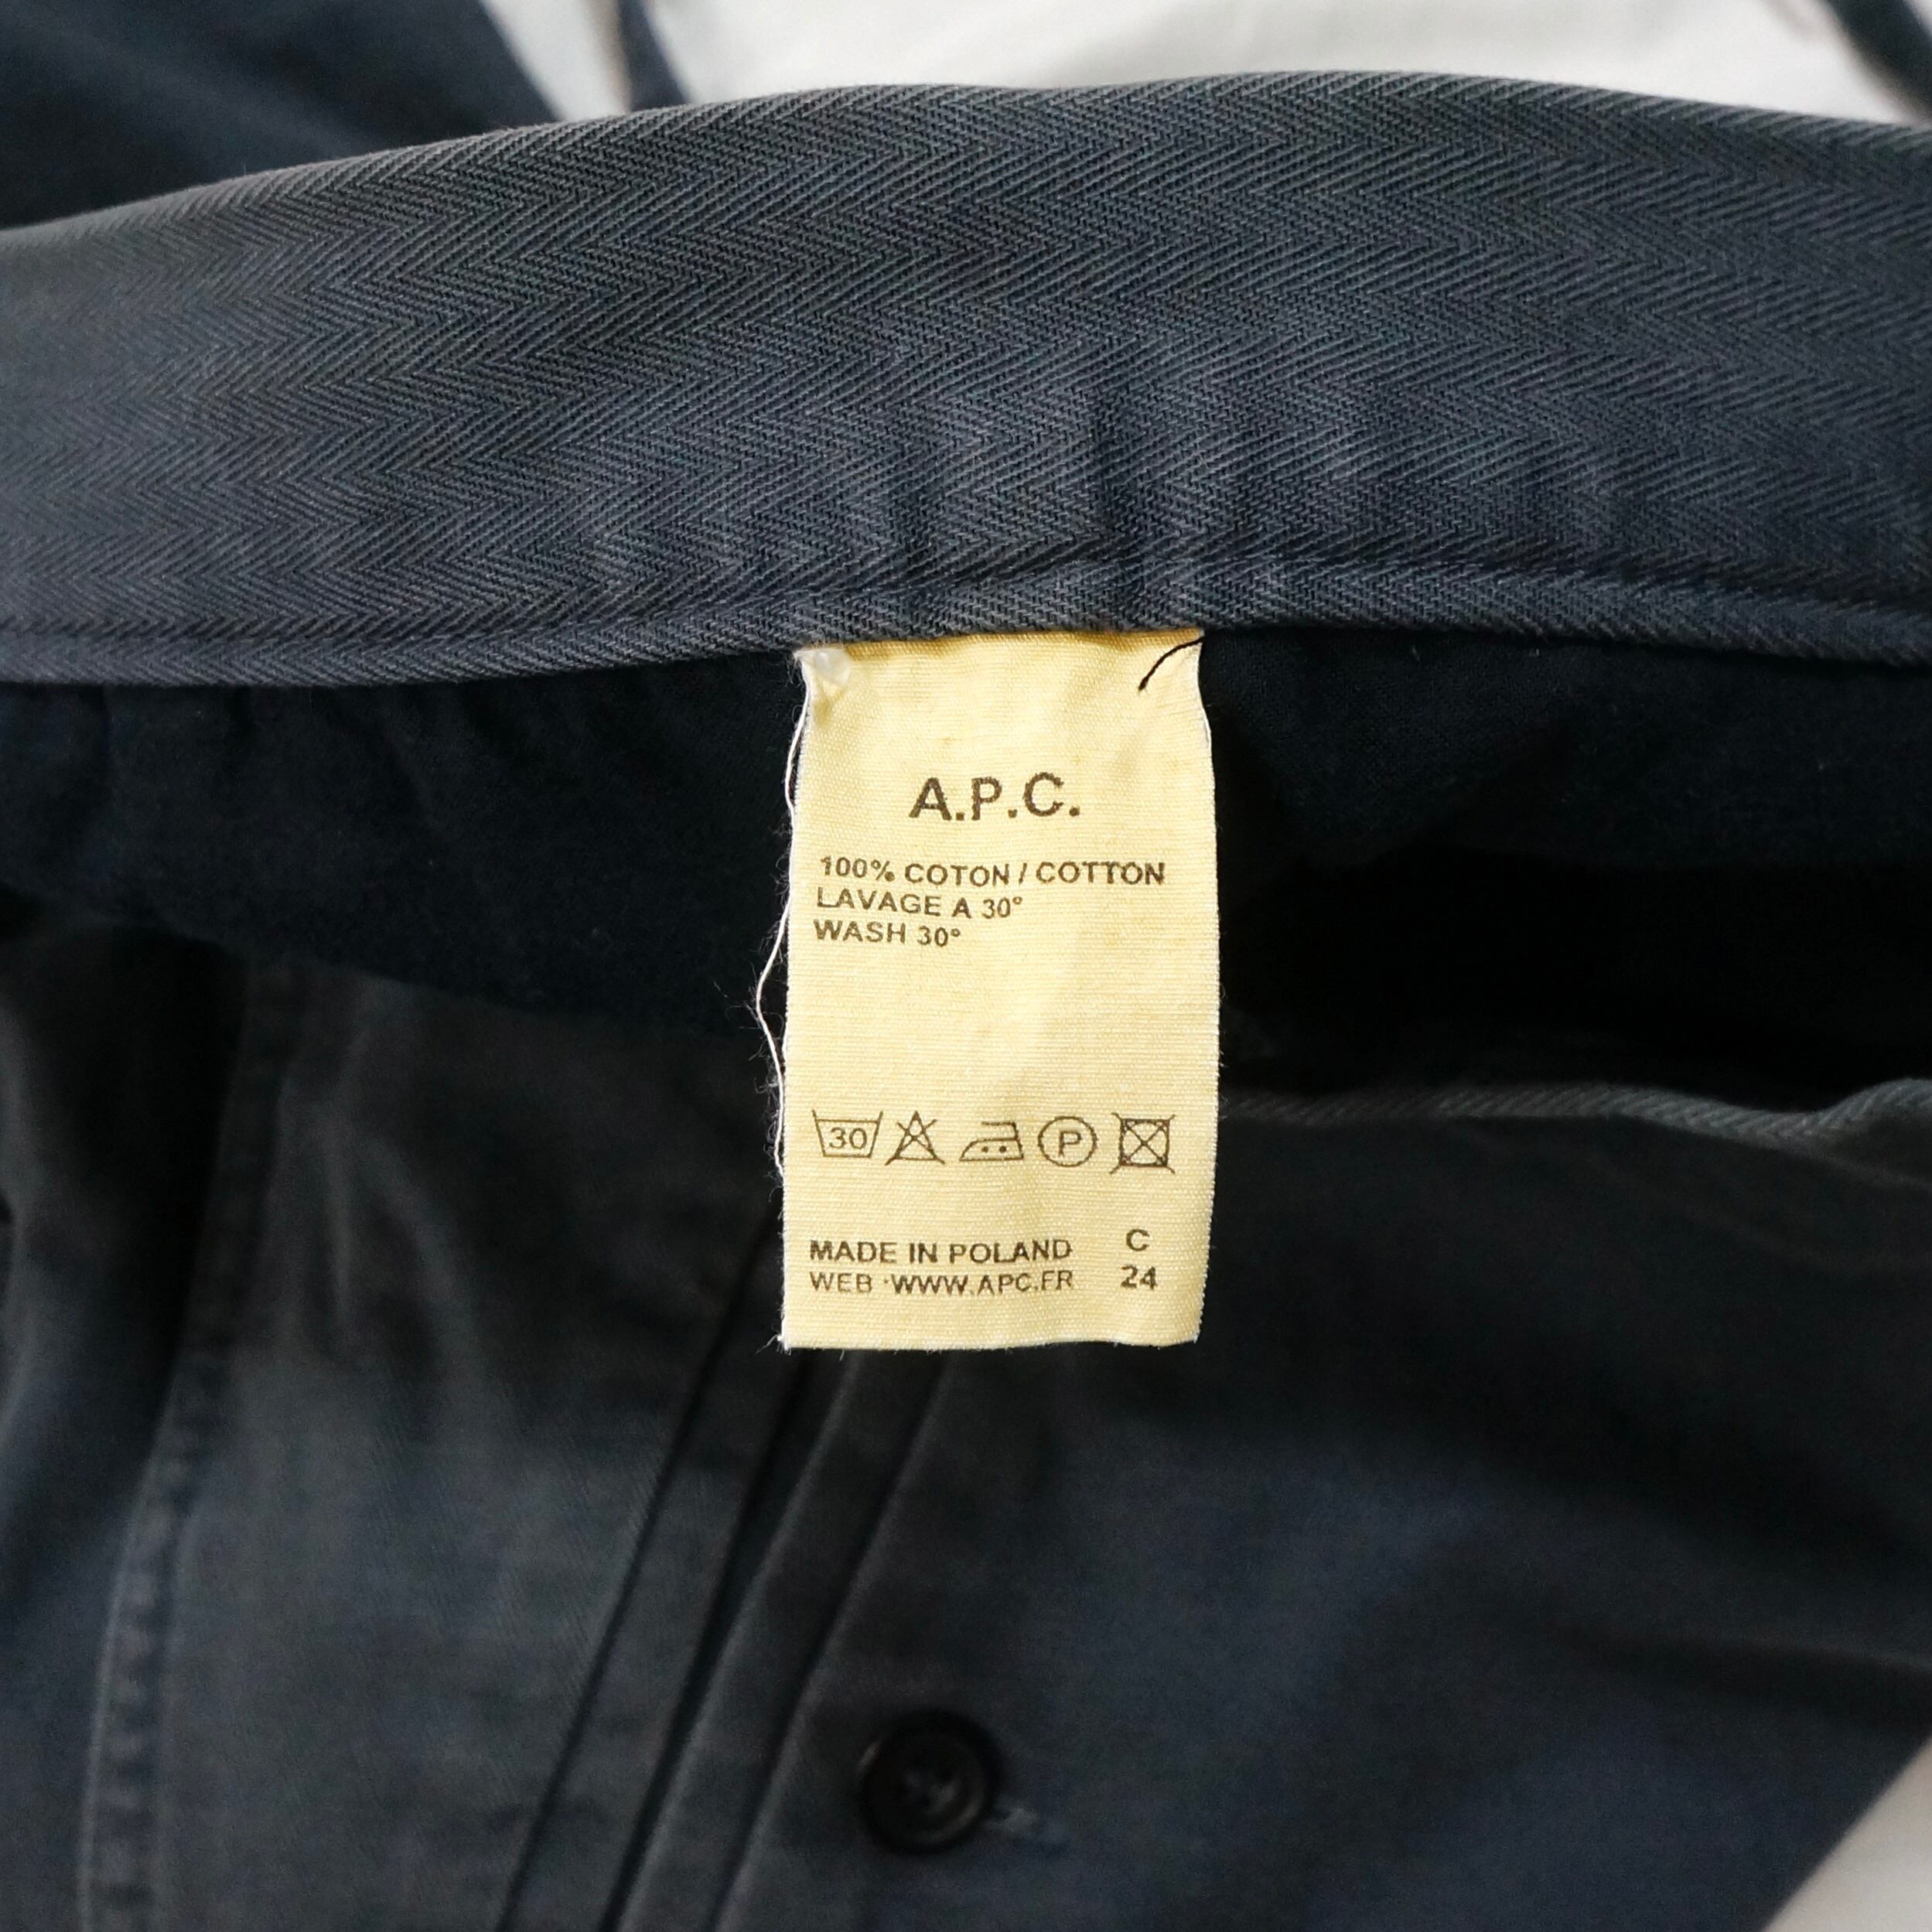 A.P.C.
100% COTON / COTTON
LAVAGE A 30°
WASH 30°
30 P
MADE IN POLAND C
WEB WWW.APC.FR 24